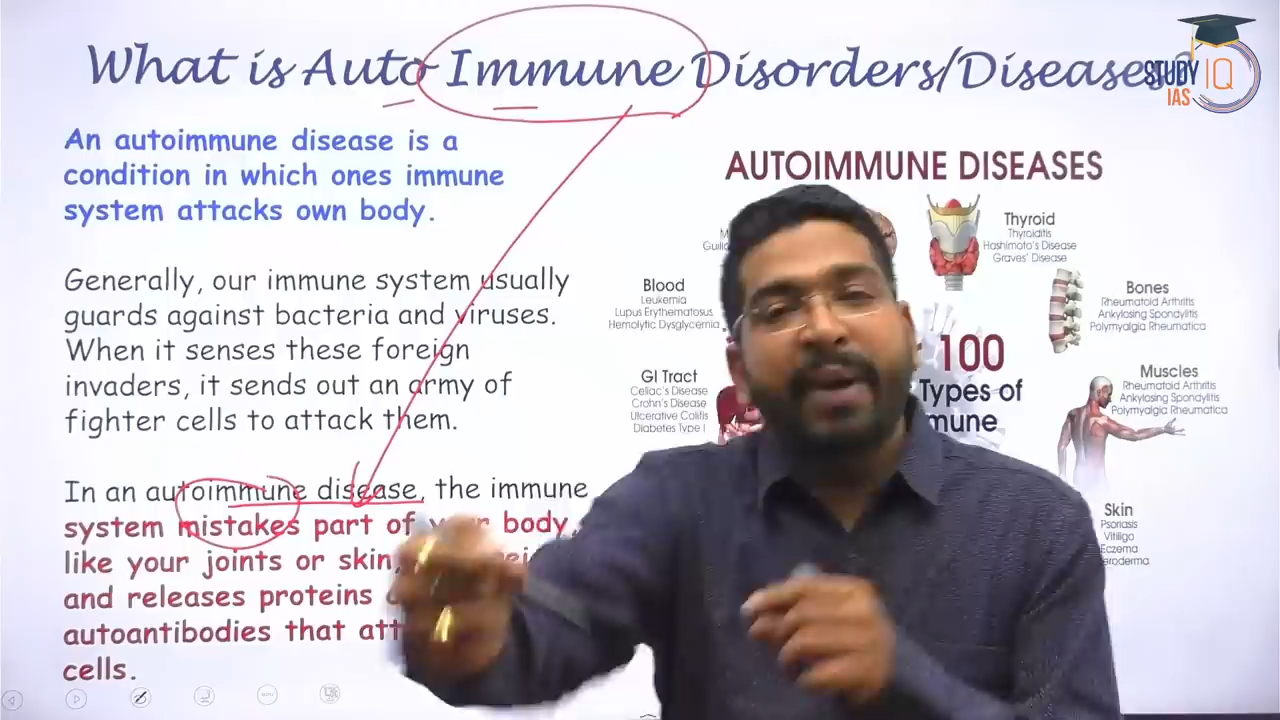 What is Auto Immune Disorders/Diseases
STUDY IQ
IAS
An autoimmune disease is a
condition in which ones immune
system attacks own body.
Generally, our immune system usually
guards against bacteria and viruses.
When it senses these foreign
invaders, it sends out an army of
fighter cells to attack them.
In an autoimmune disease, the immune
system mistakes part of your body,
like your joints or skin,
and releases proteins
autoantibodies that
cells.
AUTOIMMUNE DISEASES
Thyroid
Thyroiditis
Hashimoto's Disease
Graves' Disease
Blood
Leukemia
Lupus Erythematosus
Hemolytic Dysglycemia
Bones
Rheumatoid Arthritis
Ankylosing Spondylitis
Polymyalgia Rheumatica
100
Types of
GI Tract
Celiac's Disease
Crohn's Disease
Ulcerative Colitis
Diabetes Type I
Muscles
Rheumatoid Arthritis
Ankylosing Spondylitis
Polymyalgia Rheumatica
Skin
Psoriasis
Vitiligo
Eczema